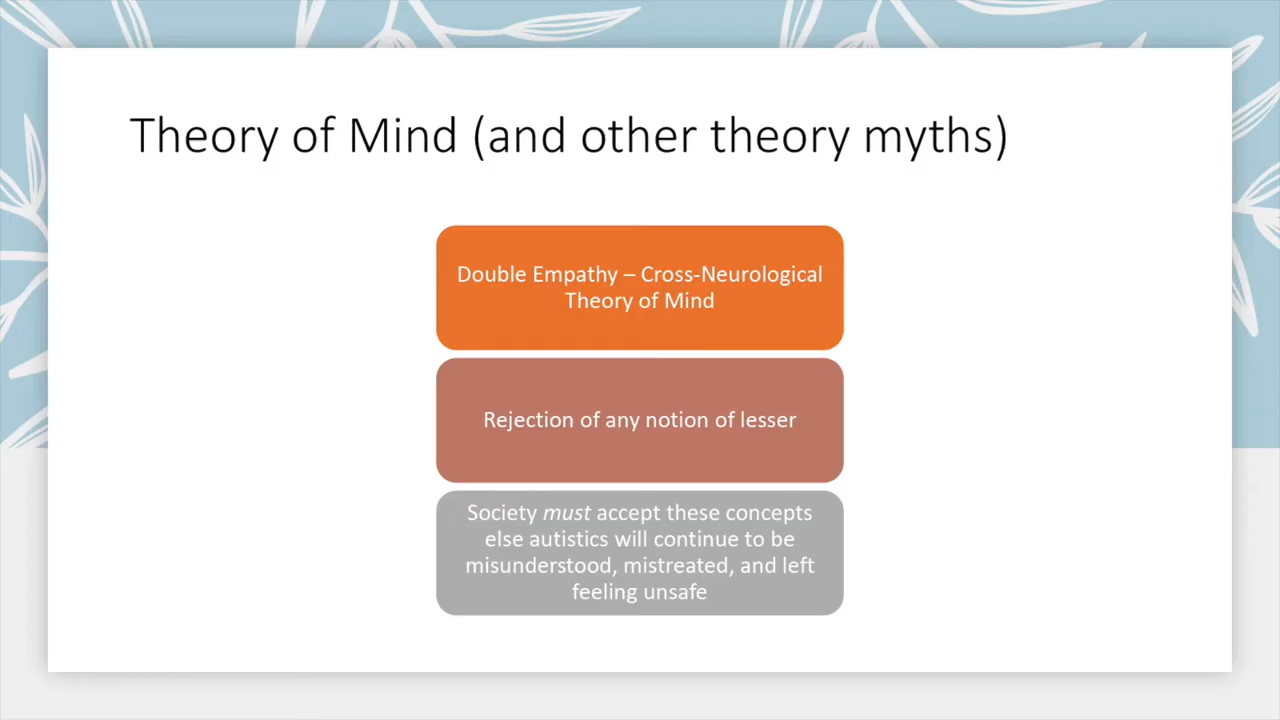 Theory of Mind (and other theory myths)
Double Empathy – Cross-Neurological
Theory of Mind
Rejection of any notion of lesser
Society must accept these concepts
else autistics will continue to be
misunderstood, mistreated, and left
feeling unsafe